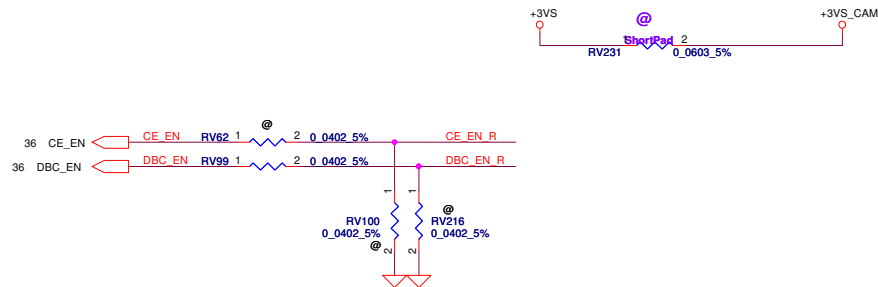 +3VS @ +3VS_CAM
1 ShortPad 2
RV231 0_0603_5%
@
36 CE_EN CE_EN RV62 1 2 0_0402_5% CE_EN_R
36 DBC_EN DBC_EN RV99 1 2 0_0402_5% DBC_EN_R
1 1
@
RV100 RV216
0_0402_5% 0_0402_5%
@
2 2